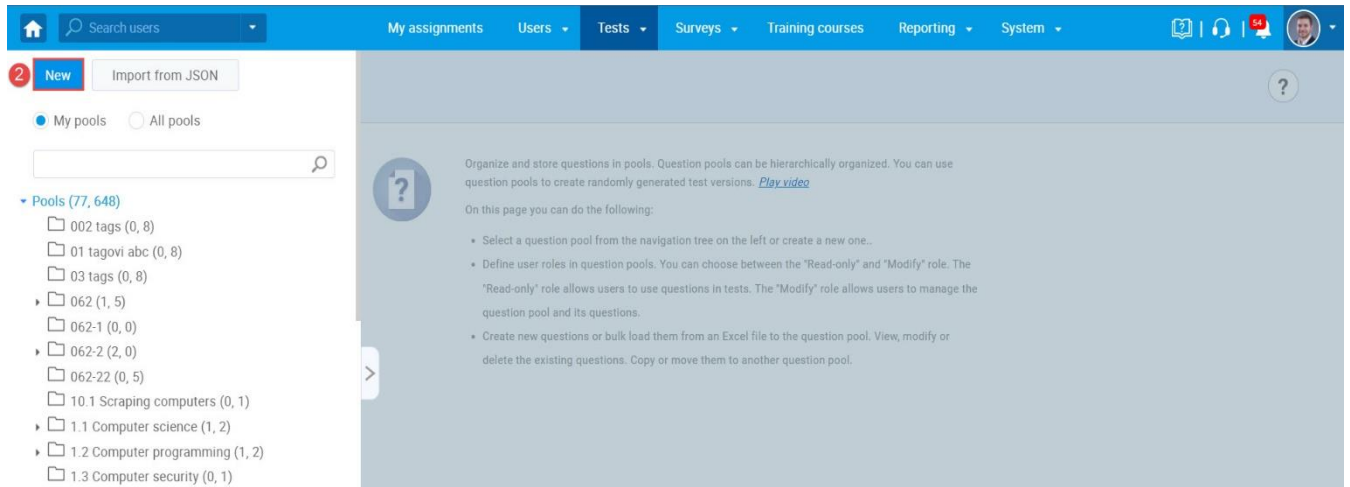 Search users
My assignments
Users
Tests
Surveys
Training courses
Reporting
System
54
2
New
Import from JSON
?
My pools
All pools
?
Organize and store questions in pools. Question pools can be hierarchically organized. You can use
question pools to create randomly generated test versions. Play video
On this page you can do the following:
• Select a question pool from the navigation tree on the left or create a new one..
• Define user roles in question pools. You can choose between the "Read-only" and "Modify" role. The
"Read-only" role allows users to use questions in tests. The "Modify" role allows users to manage the
question pool and its questions.
• Create new questions or bulk load them from an Excel file to the question pool. View, modify or
delete the existing questions. Copy or move them to another question pool.
Pools (77, 648)
002 tags (0, 8)
01 tagovi abc (0, 8)
03 tags (0, 8)
062 (1, 5)
062-1 (0, 0)
062-2 (2, 0)
062-22 (0, 5)
10.1 Scraping computers (0, 1)
1.1 Computer science (1, 2)
1.2 Computer programming (1, 2)
1.3 Computer security (0, 1)